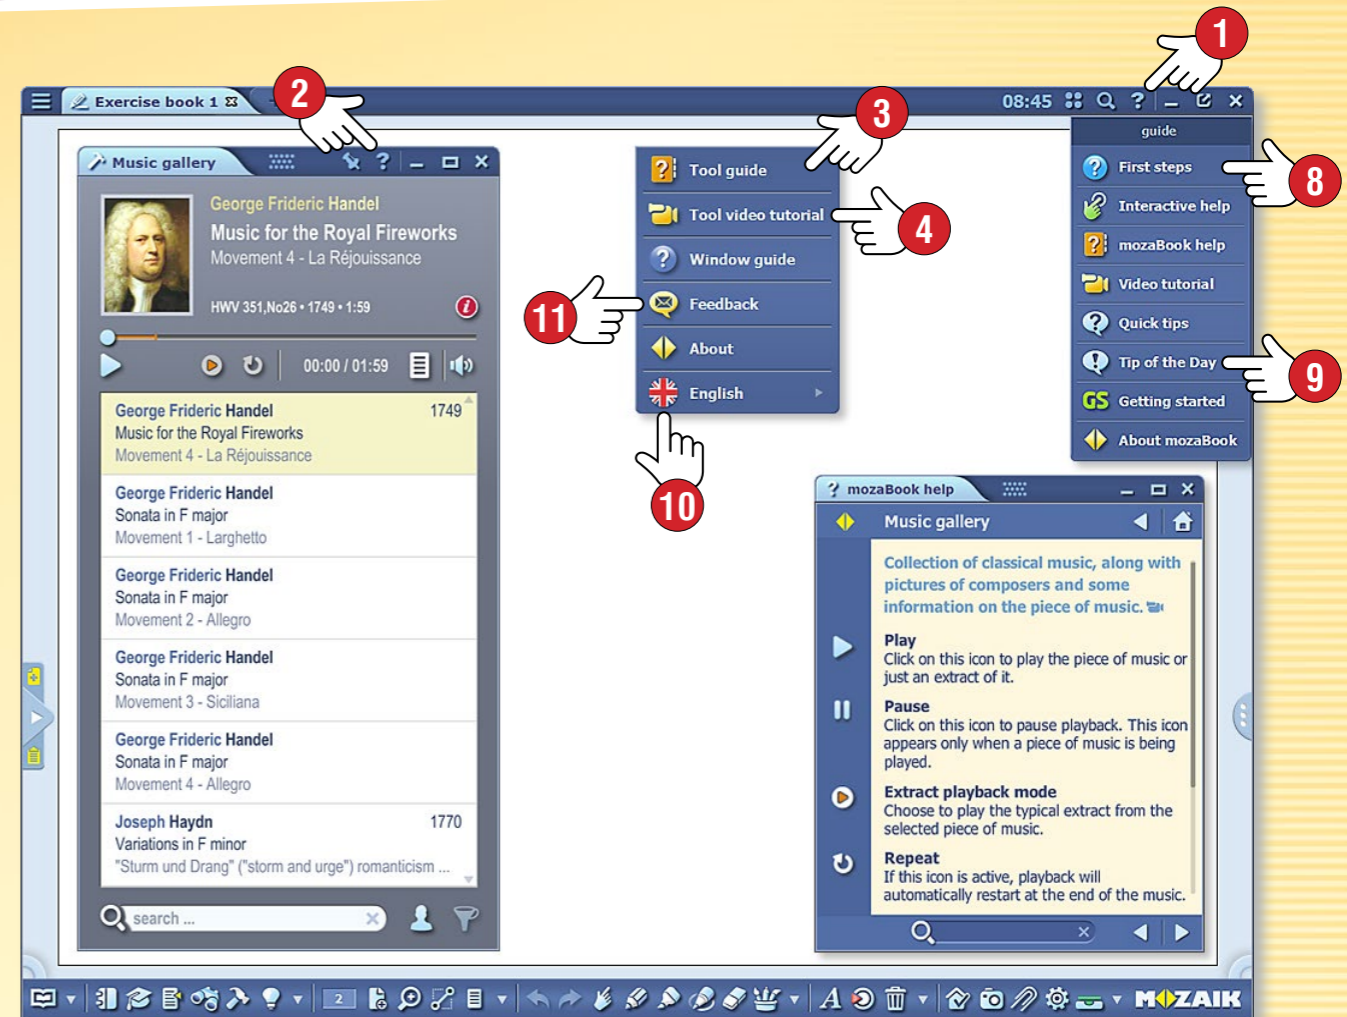 1
2
Exercise book 1
08:45
3
guide
Music gallery
First steps
8
Tool guide
George Frideric Handel
Music for the Royal Fireworks
Movement 4 - La Réjouissance
Interactive help
Tool video tutorial
4
mozaBook help
Window guide
Video tutorial
HWV 351,No26 • 1749 • 1:59
11
Feedback
Quick tips
About
Tip of the Day
9
00:00 / 01:59
English
GS Getting started
George Frideric Handel 1749
Music for the Royal Fireworks
Movement 4 - La Réjouissance
About mozaBook
10
George Frideric Handel
Sonata in F major
Movement 1 - Larghetto
George Frideric Handel
Sonata in F major
Movement 2 - Allegro
George Frideric Handel
Sonata in F major
Movement 3 - Siciliana
George Frideric Handel
Sonata in F major
Movement 4 - Allegro
Joseph Haydn 1770
Variations in F minor
"Sturm und Drang" ("storm and urge") romanticism ...
search ...
? mozaBook help
Music gallery
Collection of classical music, along with
pictures of composers and some
information on the piece of music.
Play
Click on this icon to play the piece of music or
just an extract of it.
Pause
Click on this icon to pause playback. This icon
appears only when a piece of music is being
played.
Extract playback mode
Choose to play the typical extract from the
selected piece of music.
Repeat
If this icon is active, playback will
automatically restart at the end of the music.
2
A
MOZAIK